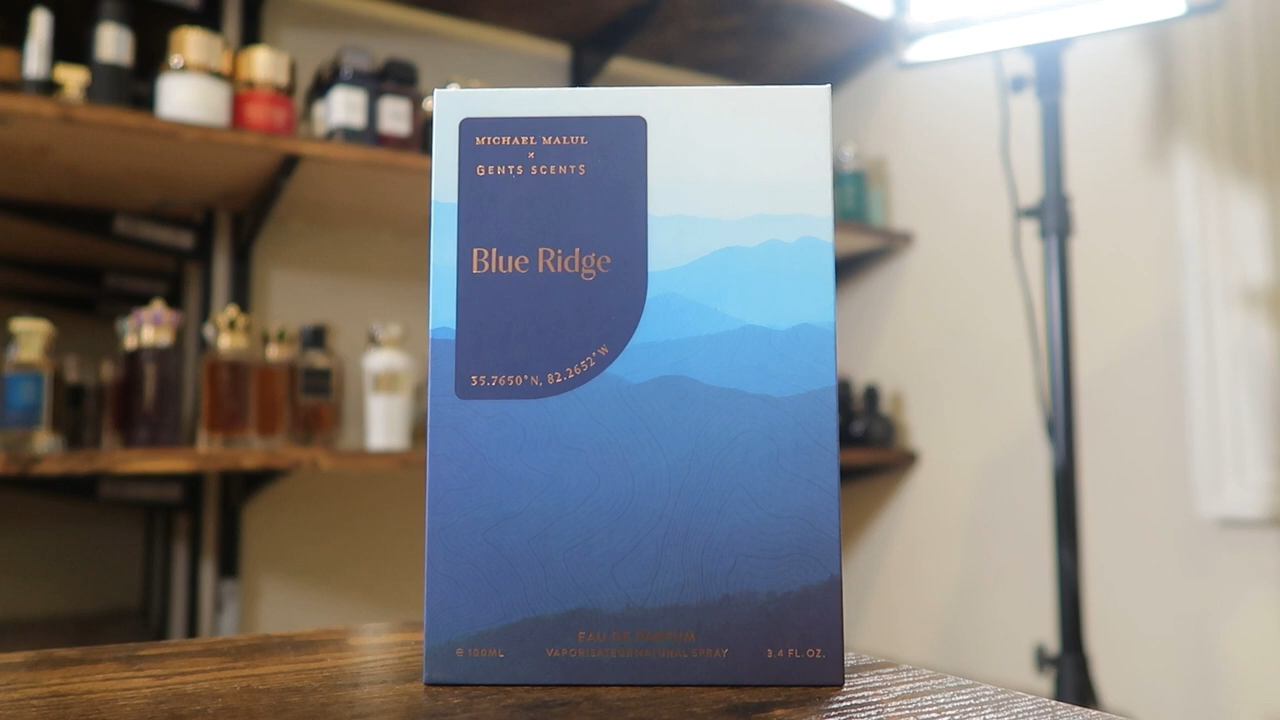 MICHAEL MALUL
×
GENTS SCENTS
Blue Ridge
35.7650°N, 82.2652°W
EAU DE PARFUM
℮ 100ML VAPORISATEUR NATURAL SPRAY 3.4 FL. OZ.